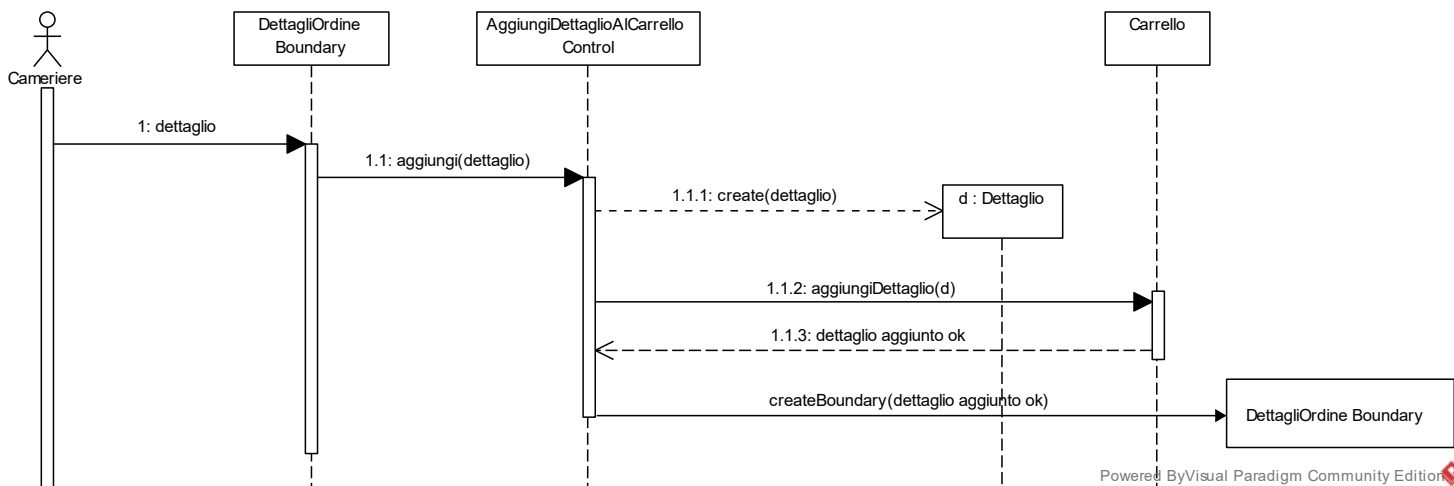 DettagliOrdine
Boundary
AggiungiDettaglioAlCarrello
Control
Carrello
Cameriere
1: dettaglio
1.1: aggiungi(dettaglio)
1.1.1: create(dettaglio)
d : Dettaglio
1.1.2: aggiungiDettaglio(d)
1.1.3: dettaglio aggiunto ok
createBoundary(dettaglio aggiunto ok)
DettagliOrdine Boundary
Powered ByVisual Paradigm Community Edition